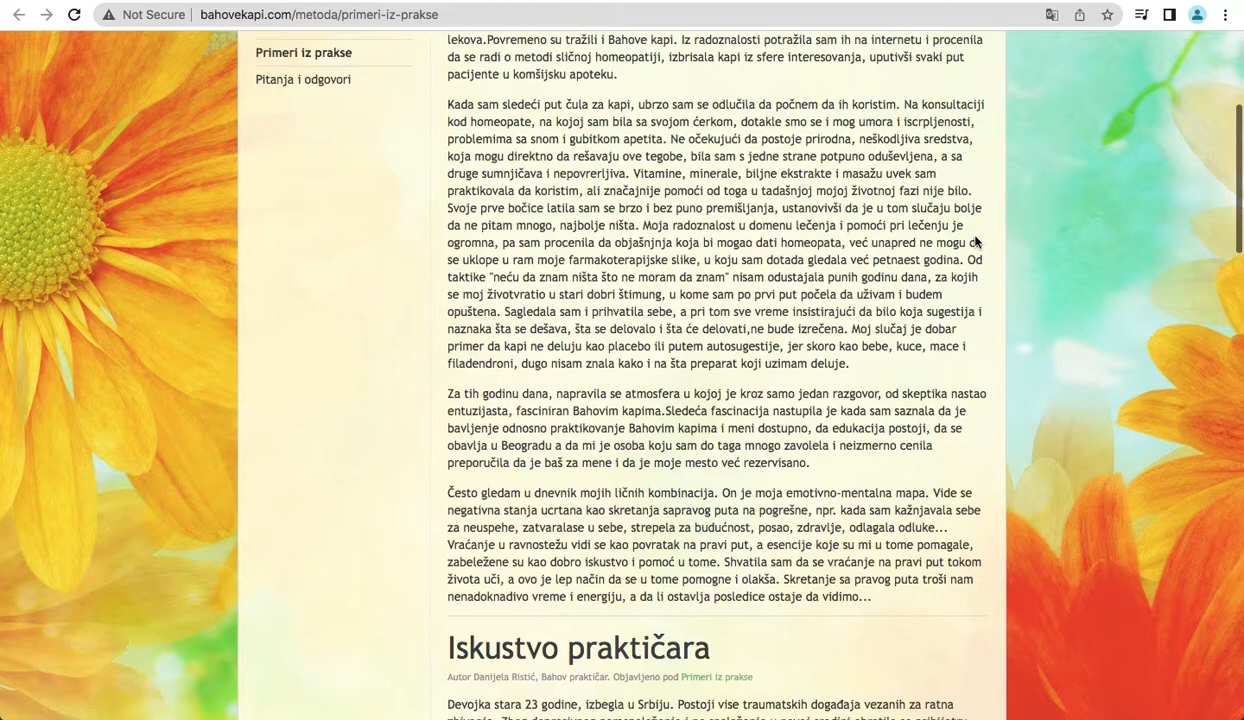 Not Secure
bahovekapi.com/metoda/primeri-iz-prakse
Primeri iz prakse
Pitanja i odgovori
lekova.Povremeno su tražili i Bahove kapi. Iz radoznalosti potražila sam ih na internetu i procenila
da se radi o metodi sličnoj homeopatiji, izbrisala kapi iz sfere interesovanja, uputivši svaki put
pacijente u komšijsku apoteku.
Kada sam sledeći put čula za kapi, ubrzo sam se odlučila da počnem da ih koristim. Na konsultaciji
kod homeopate, na kojoj sam bila sa svojom ćerkom, dotakle smo se i mog umora i iscrpljenosti,
problemima sa snom i gubitkom apetita. Ne očekujući da postoje prirodna, neškodljiva sredstva,
koja mogu direktno da rešavaju ove tegobe, bila sam s jedne strane potpuno oduševljena, a sa
druge sumnjičava i nepovrerljiva. Vitamine, minerale, biljne ekstrakte i masažu uvek sam
praktikovala da koristim, ali značajnije pomoći od toga u tadašnjoj mojoj životnoj fazi nije bilo.
Svoje prve bočice latila sam se brzo i bez puno premišljanja, ustanovivši da je u tom slučaju bolje
da ne pitam mnogo, najbolje ništa. Moja radoznalost u domenu lečenja i pomoći pri lečenju je
ogromna, pa sam procenila da objašnjnja koja bi mogao dati homeopata, već unapred ne mogu
se uklope u ram moje farmakoterapijske slike, u koju sam dotada gledala već petnaest godina. Od
taktike "neću da znam ništa što ne moram da znam" nisam odustajala punih godinu dana, za kojih
se moj životvratio u stari dobri štimung, u kome sam po prvi put počela da uživam i budem
opuštena. Sagledala sam i prihvatila sebe, a pri tom sve vreme insistirajući da bilo koja sugestija i
naznaka šta se dešava, šta se delovalo i šta će delovati,ne bude izrečena. Moj slučaj je dobar
primer da kapi ne deluju kao placebo ili putem autosugestije, jer skoro kao bebe, kuce, mace i
filadendroni, dugo nisam znala kako i na šta preparat koji uzimam deluje.
Za tih godinu dana, napravila se atmosfera u kojoj je kroz samo jedan razgovor, od skeptika nastao
entuzijasta, fasciniran Bahovim kapima.Sledeća fascinacija nastupila je kada sam saznala da je
bavljenje odnosno praktikovanje Bahovim kapima i meni dostupno, da edukacija postoji, da se
obavlja u Beogradu a da mi je osoba koju sam do taga mnogo zavolela i neizmerno cenila
preporučila da je baš za mene i da je moje mesto već rezervisano.
Često gledam u dnevnik mojih ličnih kombinacija. On je moja emotivno-mentalna mapa. Vide se
negativna stanja ucrtana kao skretanja sapravog puta na pogrešne, npr. kada sam kažnjavala sebe
za neuspehe, zatvaralase u sebe, strepela za budućnost, posao, zdravlje, odlagala odluke...
Vraćanje u ravnostežu vidi se kao povratak na pravi put, a esencije koje su mi u tome pomagale,
zabeležene su kao dobro iskustvo i pomoć u tome. Shvatila sam da se vraćanje na pravi put tokom
života uči, a ovo je lep način da se u tome pomogne i olakša. Skretanje sa pravog puta troši nam
nenadoknadivo vreme i energiju, a da li ostavlja posledice ostaje da vidimo...
Iskustvo praktičara
Autor Danijela Ristić, Bahov praktičar. Objavljeno pod Primeri iz prakse
Devojka stara 23 godine, izbegla u Srbiju. Postoji vise traumatskih događaja vezanih za ratna